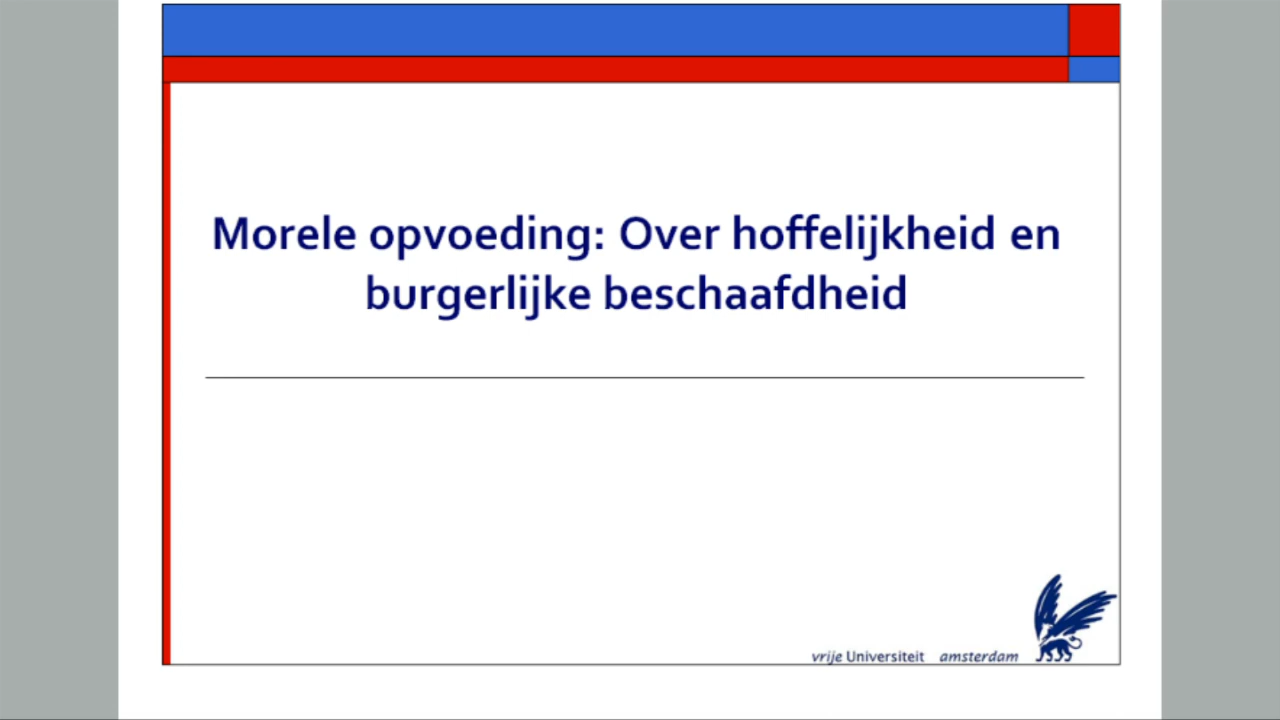 Morele opvoeding: Over hoffelijkheid en
burgerlijke beschaafdheid
vrije Universiteit amsterdam